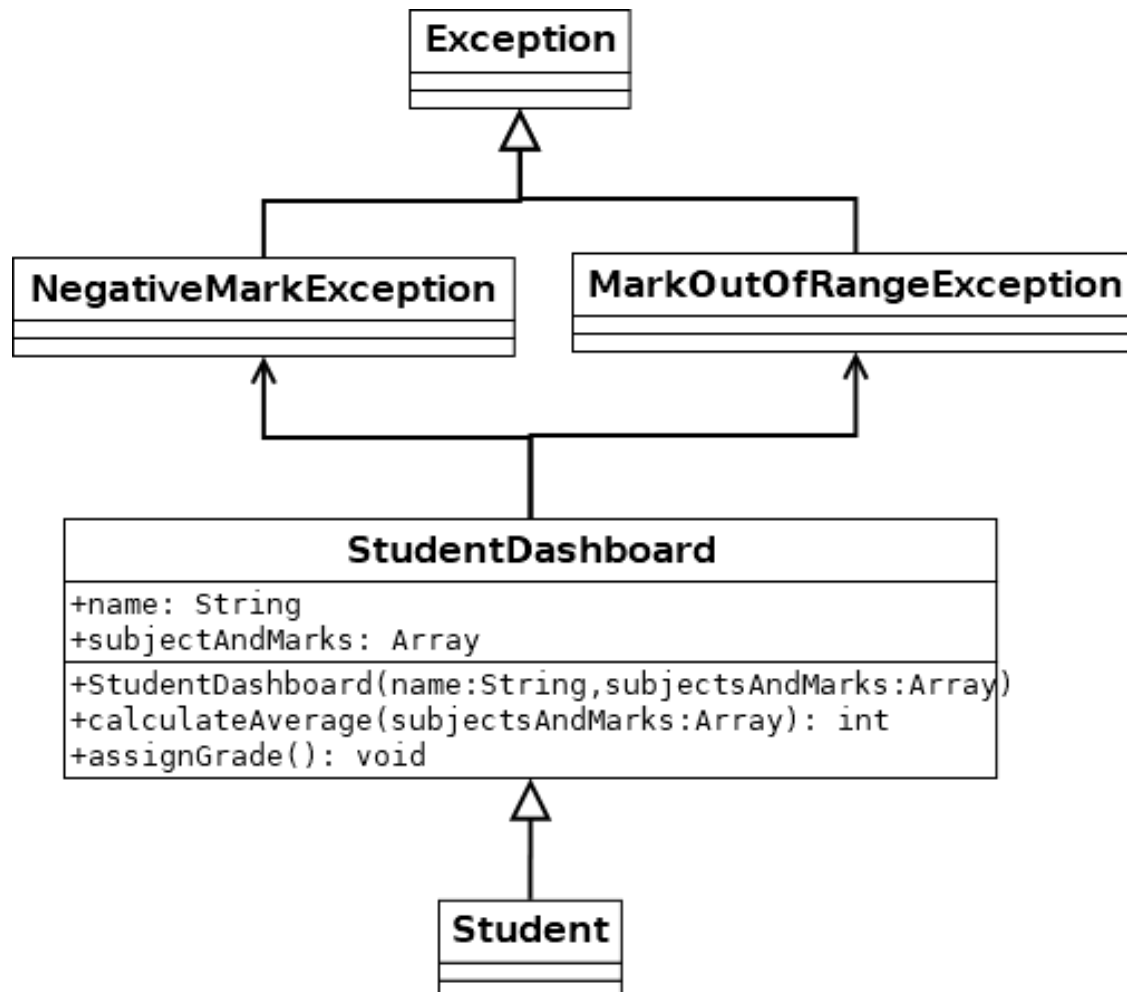 Exception
NegativeMarkException
MarkOutOfRangeException
StudentDashboard
+name: String
+subjectAndMarks: Array
+StudentDashboard(name:String,subjectsAndMarks:Array)
+calculateAverage(subjectsAndMarks:Array): int
+assignGrade(): void
Student